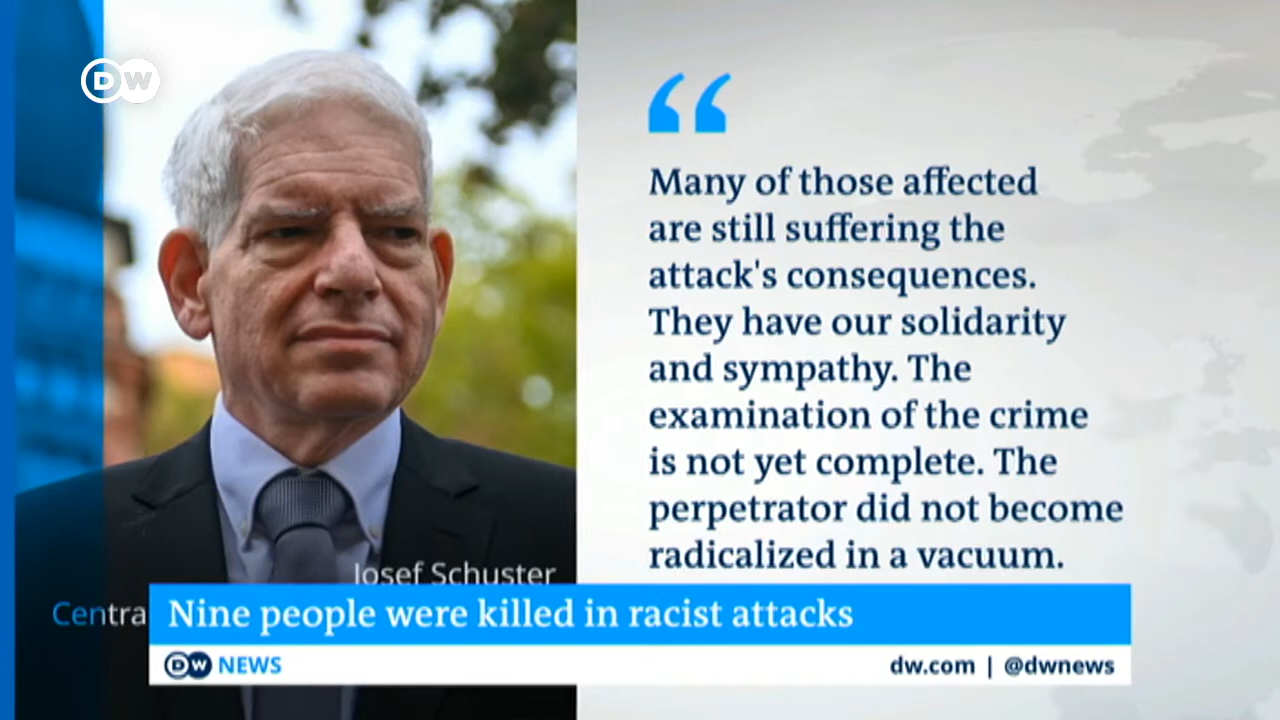 DW
“
Many of those affected
are still suffering the
attack's consequences.
They have our solidarity
and sympathy. The
examination of the crime
is not yet complete. The
perpetrator did not become
radicalized in a vacuum.
Josef Schuster
Centra
Nine people were killed in racist attacks
DW NEWS
dw.com | @dwnews